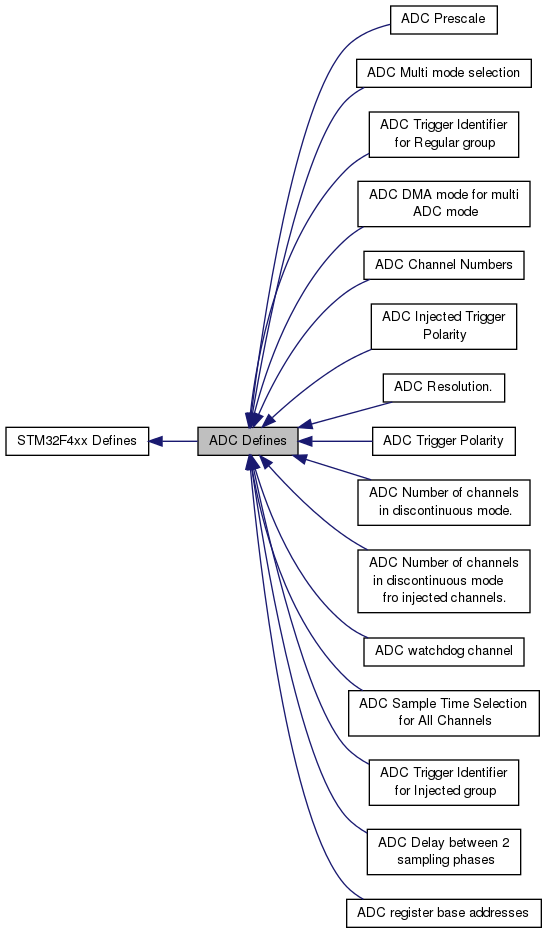 ADC Prescale
ADC Multi mode selection
ADC Trigger Identifier
for Regular group
ADC DMA mode for multi
ADC mode
ADC Channel Numbers
ADC Injected Trigger
Polarity
ADC Resolution.
STM32F4xx Defines
ADC Defines
ADC Trigger Polarity
ADC Number of channels
in discontinuous mode.
ADC Number of channels
in discontinuous mode
fro injected channels.
ADC watchdog channel
ADC Sample Time Selection
for All Channels
ADC Trigger Identifier
for Injected group
ADC Delay between 2
sampling phases
ADC register base addresses